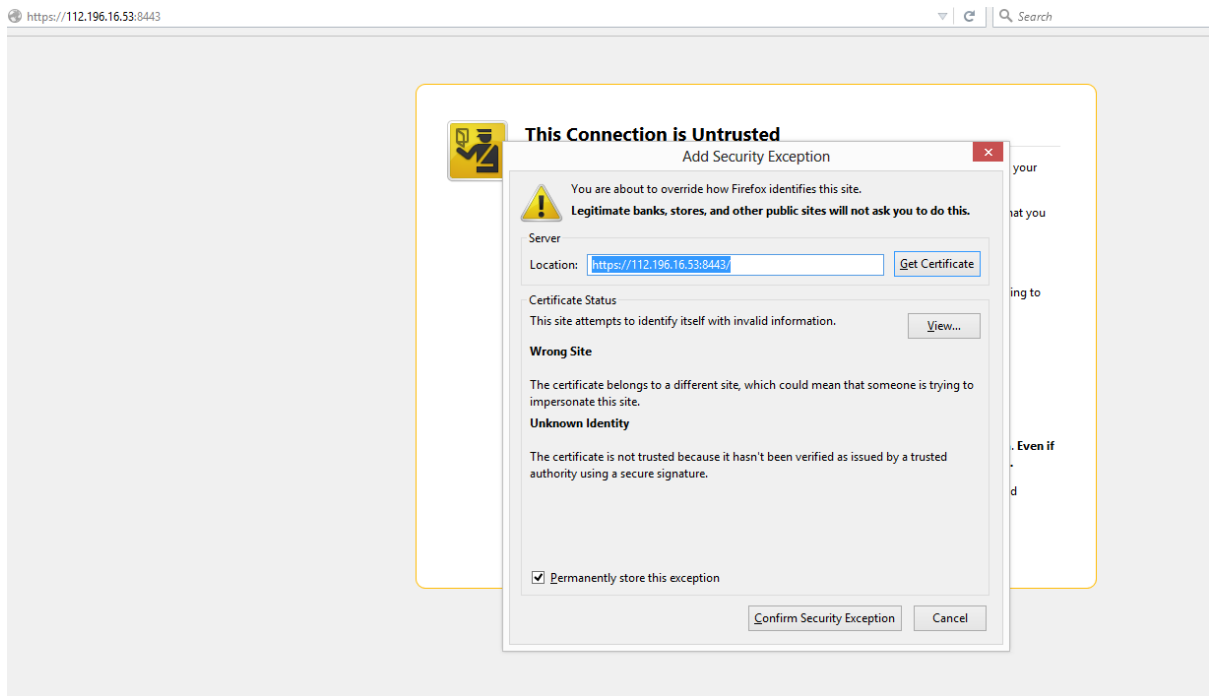 https://112.196.16.53:8443
Search
This Connection is Untrusted
Add Security Exception
your
You are about to override how Firefox identifies this site.
Legitimate banks, stores, and other public sites will not ask you to do this.
hat you
Server
Location: https://112.196.16.53:8443/ Get Certificate
ing to
Certificate Status
This site attempts to identify itself with invalid information.
View...
Wrong Site
The certificate belongs to a different site, which could mean that someone is trying to
impersonate this site.
Unknown Identity
. Even if
The certificate is not trusted because it hasn't been verified as issued by a trusted
authority using a secure signature.
.
d
Permanently store this exception
Confirm Security Exception Cancel